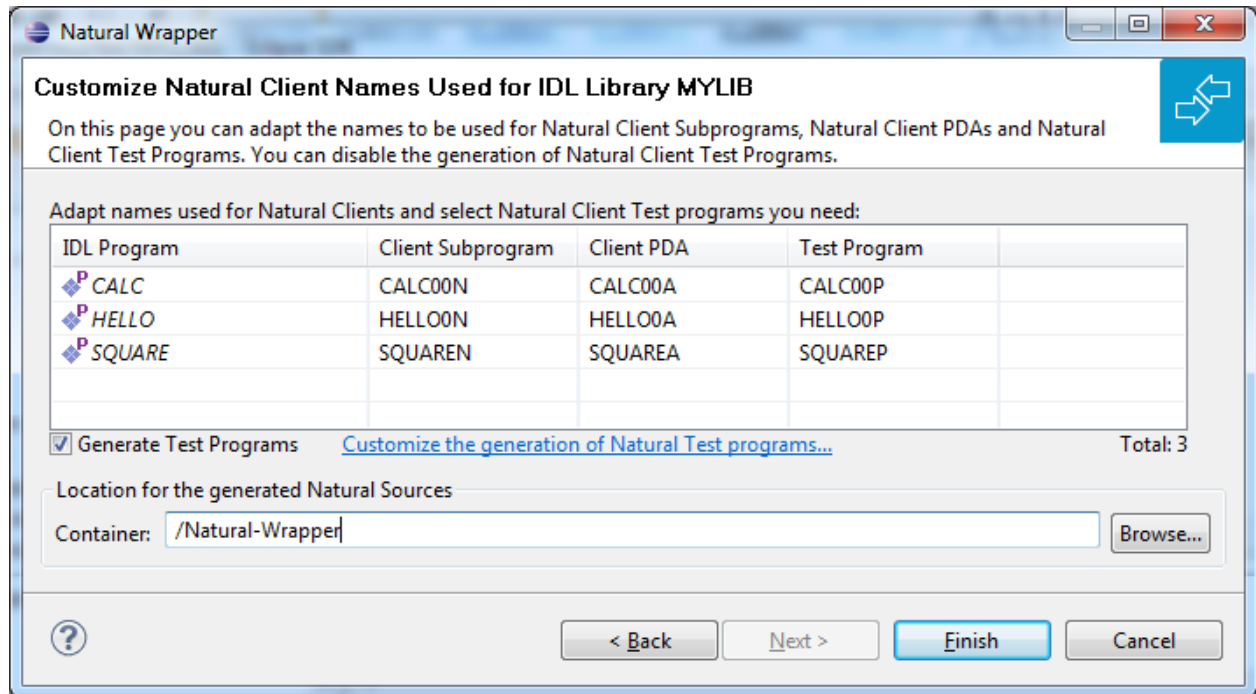 Natural Wrapper
Customize Natural Client Names Used for IDL Library MYLIB
On this page you can adapt the names to be used for Natural Client Subprograms, Natural Client PDAs and Natural
Client Test Programs. You can disable the generation of Natural Client Test Programs.
Adapt names used for Natural Clients and select Natural Client Test programs you need:
IDL Program Client Subprogram Client PDA Test Program
P CALC CALC00N CALC00A CALC00P
P HELLO HELLO0N HELLO0A HELLO0P
P SQUARE SQUAREN SQUAREA SQUAREP
Generate Test Programs Customize the generation of Natural Test programs... Total: 3
Location for the generated Natural Sources
Container: /Natural-Wrapper Browse...
? < Back Next > Finish Cancel